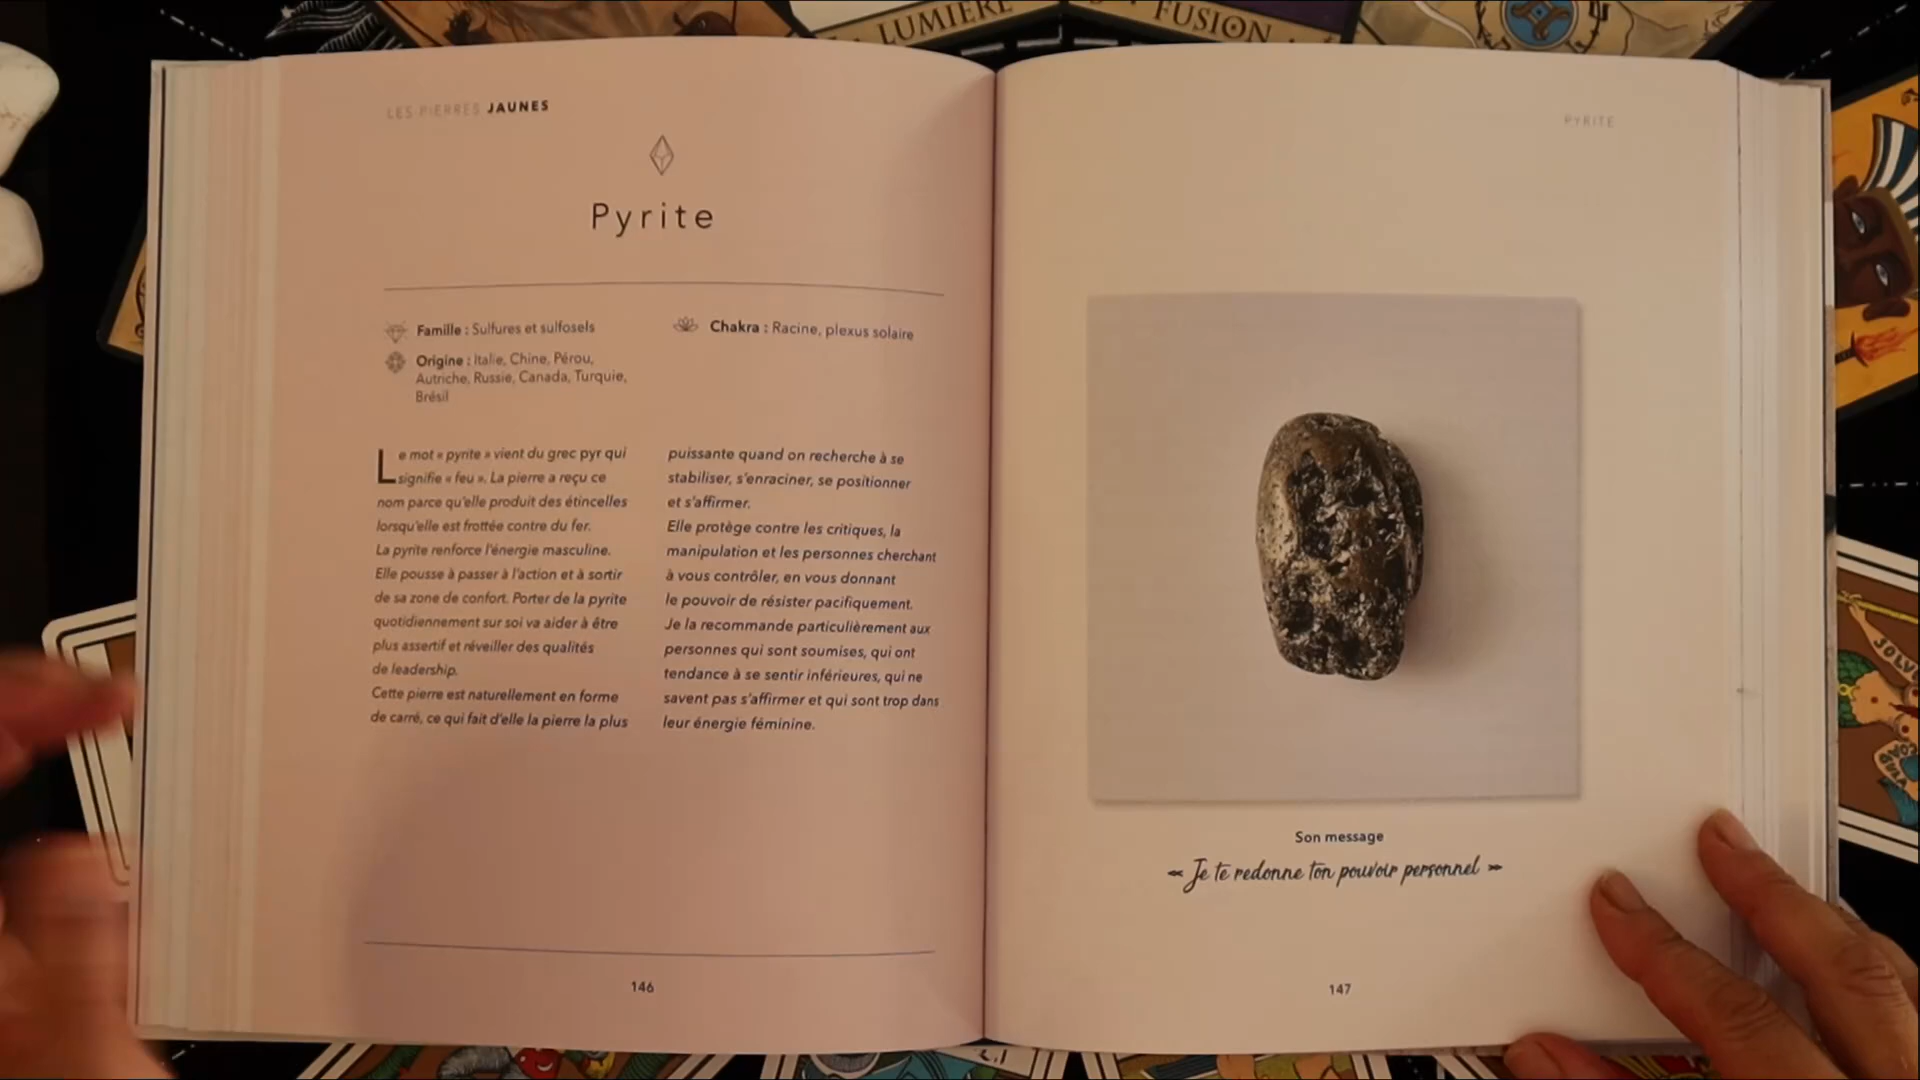 LUMIÈRE
FUSION
LES PIERRES JAUNES
Pyrite
Famille : Sulfures et sulfosels
Origine : Italie, Chine, Pérou,
Autriche, Russie, Canada, Turquie,
Brésil
Chakra : Racine, plexus solaire
Le mot « pyrite » vient du grec pyr qui
signifie « feu ». La pierre a reçu ce
nom parce qu'elle produit des étincelles
lorsqu'elle est frottée contre du fer.
La pyrite renforce l'énergie masculine.
Elle pousse à passer à l'action et à sortir
de sa zone de confort. Porter de la pyrite
quotidiennement sur soi va aider à être
plus assertif et réveiller des qualités
de leadership.
Cette pierre est naturellement en forme
de carré, ce qui fait d'elle la pierre la plus
puissante quand on recherche à se
stabiliser, s'enraciner, se positionner
et s'affirmer.
Elle protège contre les critiques, la
manipulation et les personnes cherchant
à vous contrôler, en vous donnant
le pouvoir de résister pacifiquement.
Je la recommande particulièrement aux
personnes qui sont soumises, qui ont
tendance à se sentir inférieures, qui ne
savent pas s'affirmer et qui sont trop dans
leur énergie féminine.
146
PYRITE
Son message
« Je te redonne ton pouvoir personnel »
147
SOLVE